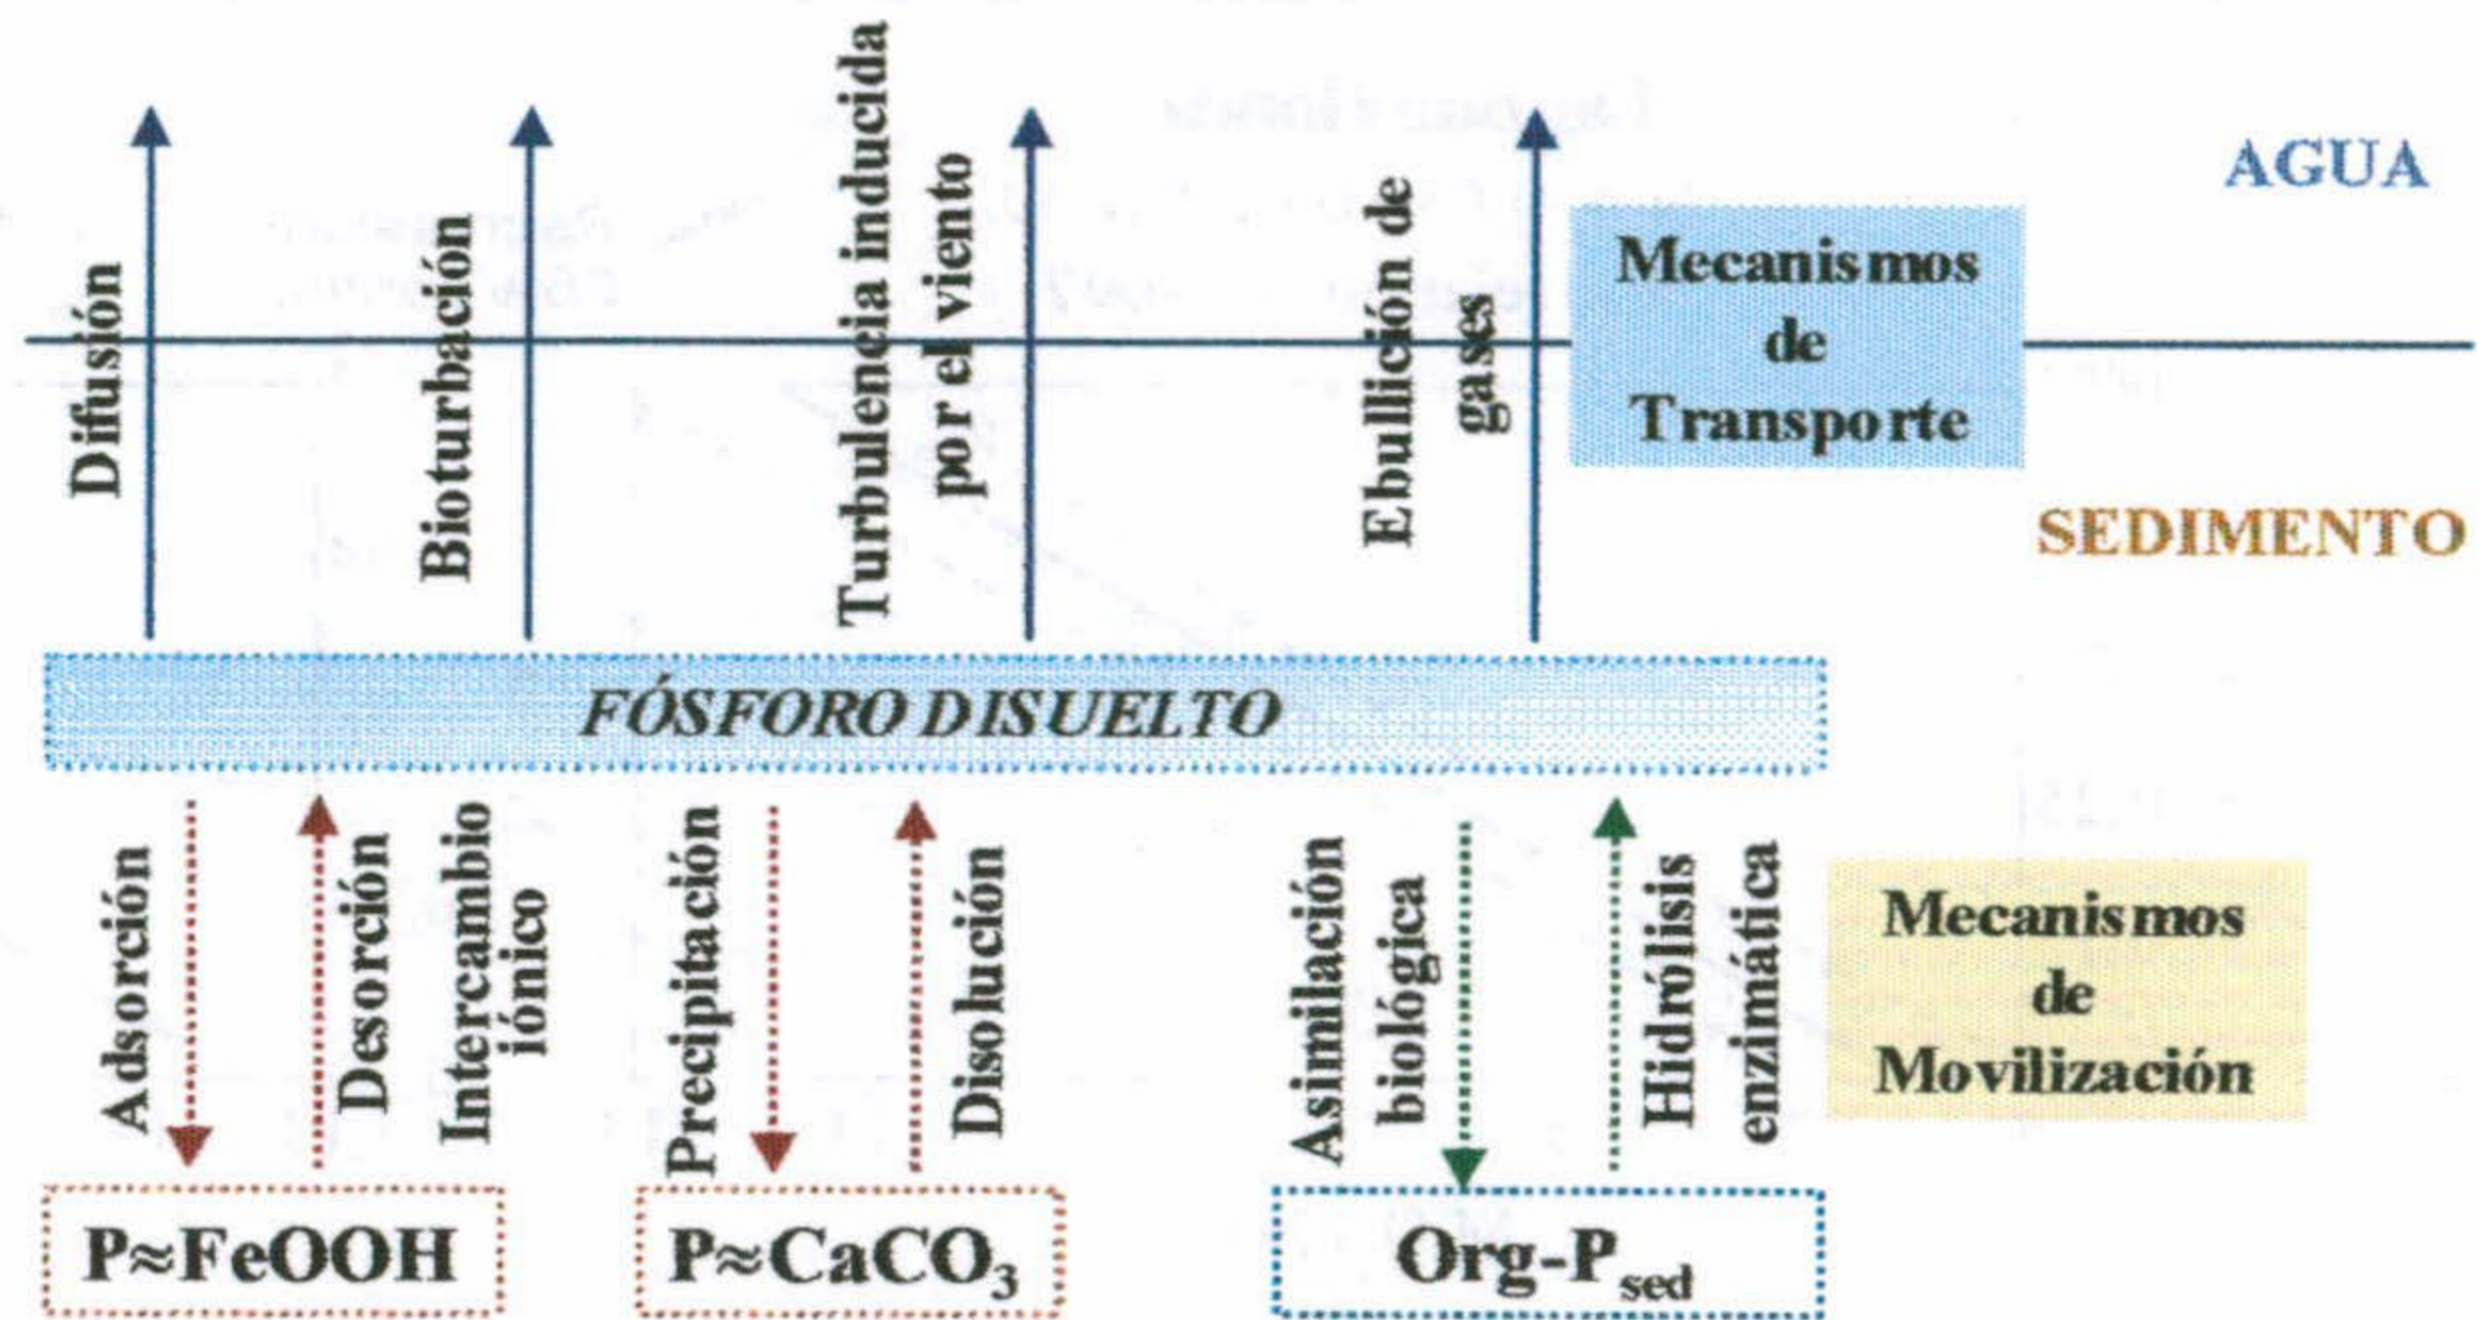 AGUA
Difusión
Bioturbación
Turbulencia inducida
por el viento
Ebullición de
gases
Mecanismos
de
Transporte
SEDIMENTO
FÓSFORO DISUELTO
Adsorción
Desorción
Intercambio
iónico
Precipitación
Disolución
Asimilación
biológica
Hidrólisis
enzimática
Mecanismos
de
Movilización
P≈FeOOH
P≈CaCO₃
Org-Psed